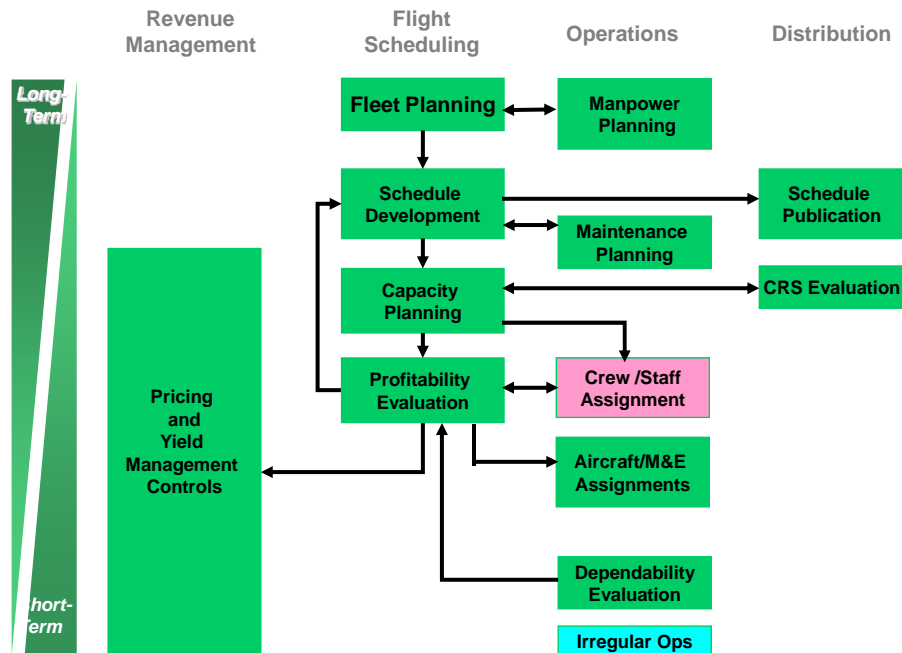 Revenue
Management
Flight
Scheduling
Operations
Distribution
Long-
Term
Fleet Planning
Manpower
Planning
Schedule
Development
Schedule
Publication
Maintenance
Planning
Capacity
Planning
CRS Evaluation
Profitability
Evaluation
Crew /Staff
Assignment
Pricing
and
Yield
Management
Controls
Aircraft/M&E
Assignments
Dependability
Evaluation
hort-
erm
Irregular Ops